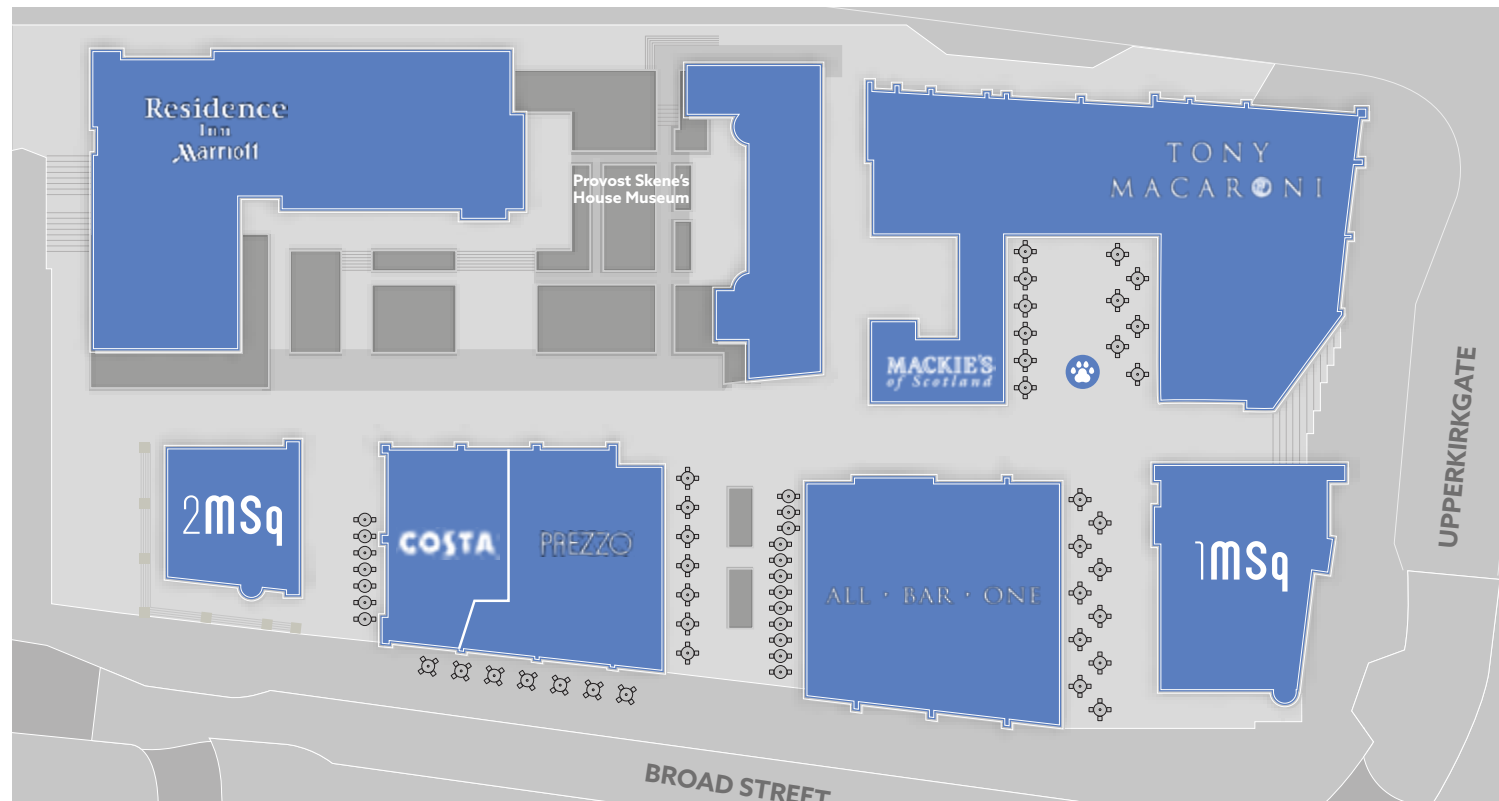 Residence
Inn
Marriott
Provost Skene's
House Museum
TONY
MACARONI
MACKIE'S
of Scotland
UPPERKIRKGATE
2MSq
COSTA
PREZZO
ALL • BAR • ONE
1MSq
BROAD STREET